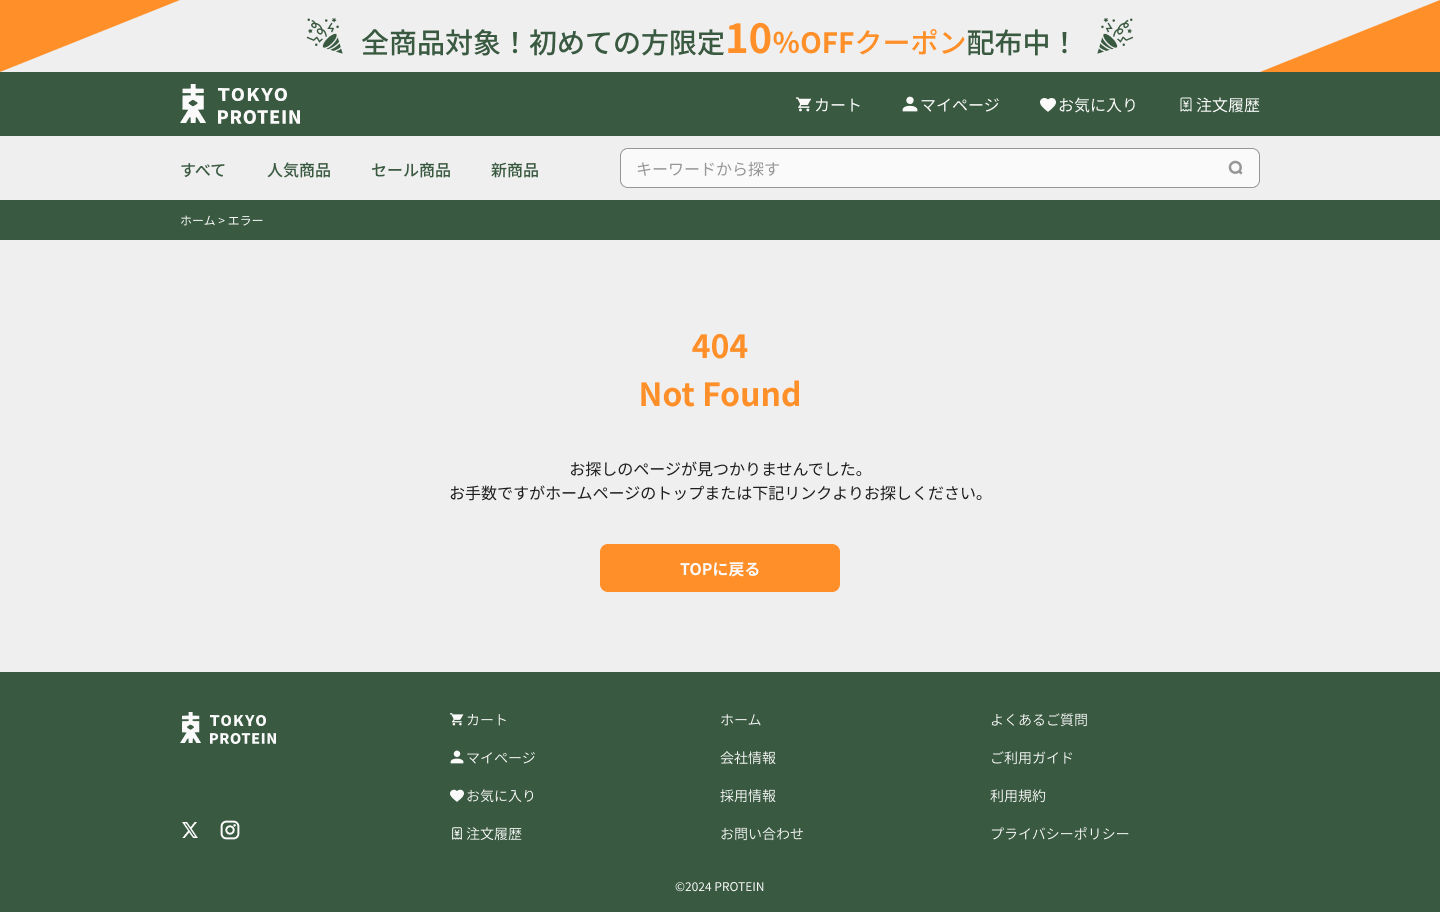 全商品対象！初めての方限定10%OFFクーポン配布中！
TOKYO
PROTEIN
カート
マイページ
お気に入り
注文履歴
すべて
人気商品
セール商品
新商品
キーワードから探す
ホーム > エラー
404
Not Found
お探しのページが見つかりませんでした。
お手数ですがホームページのトップまたは下記リンクよりお探しください。
TOPに戻る
TOKYO
PROTEIN
カート
マイページ
お気に入り
注文履歴
ホーム
会社情報
採用情報
お問い合わせ
よくあるご質問
ご利用ガイド
利用規約
プライバシーポリシー
©2024 PROTEIN